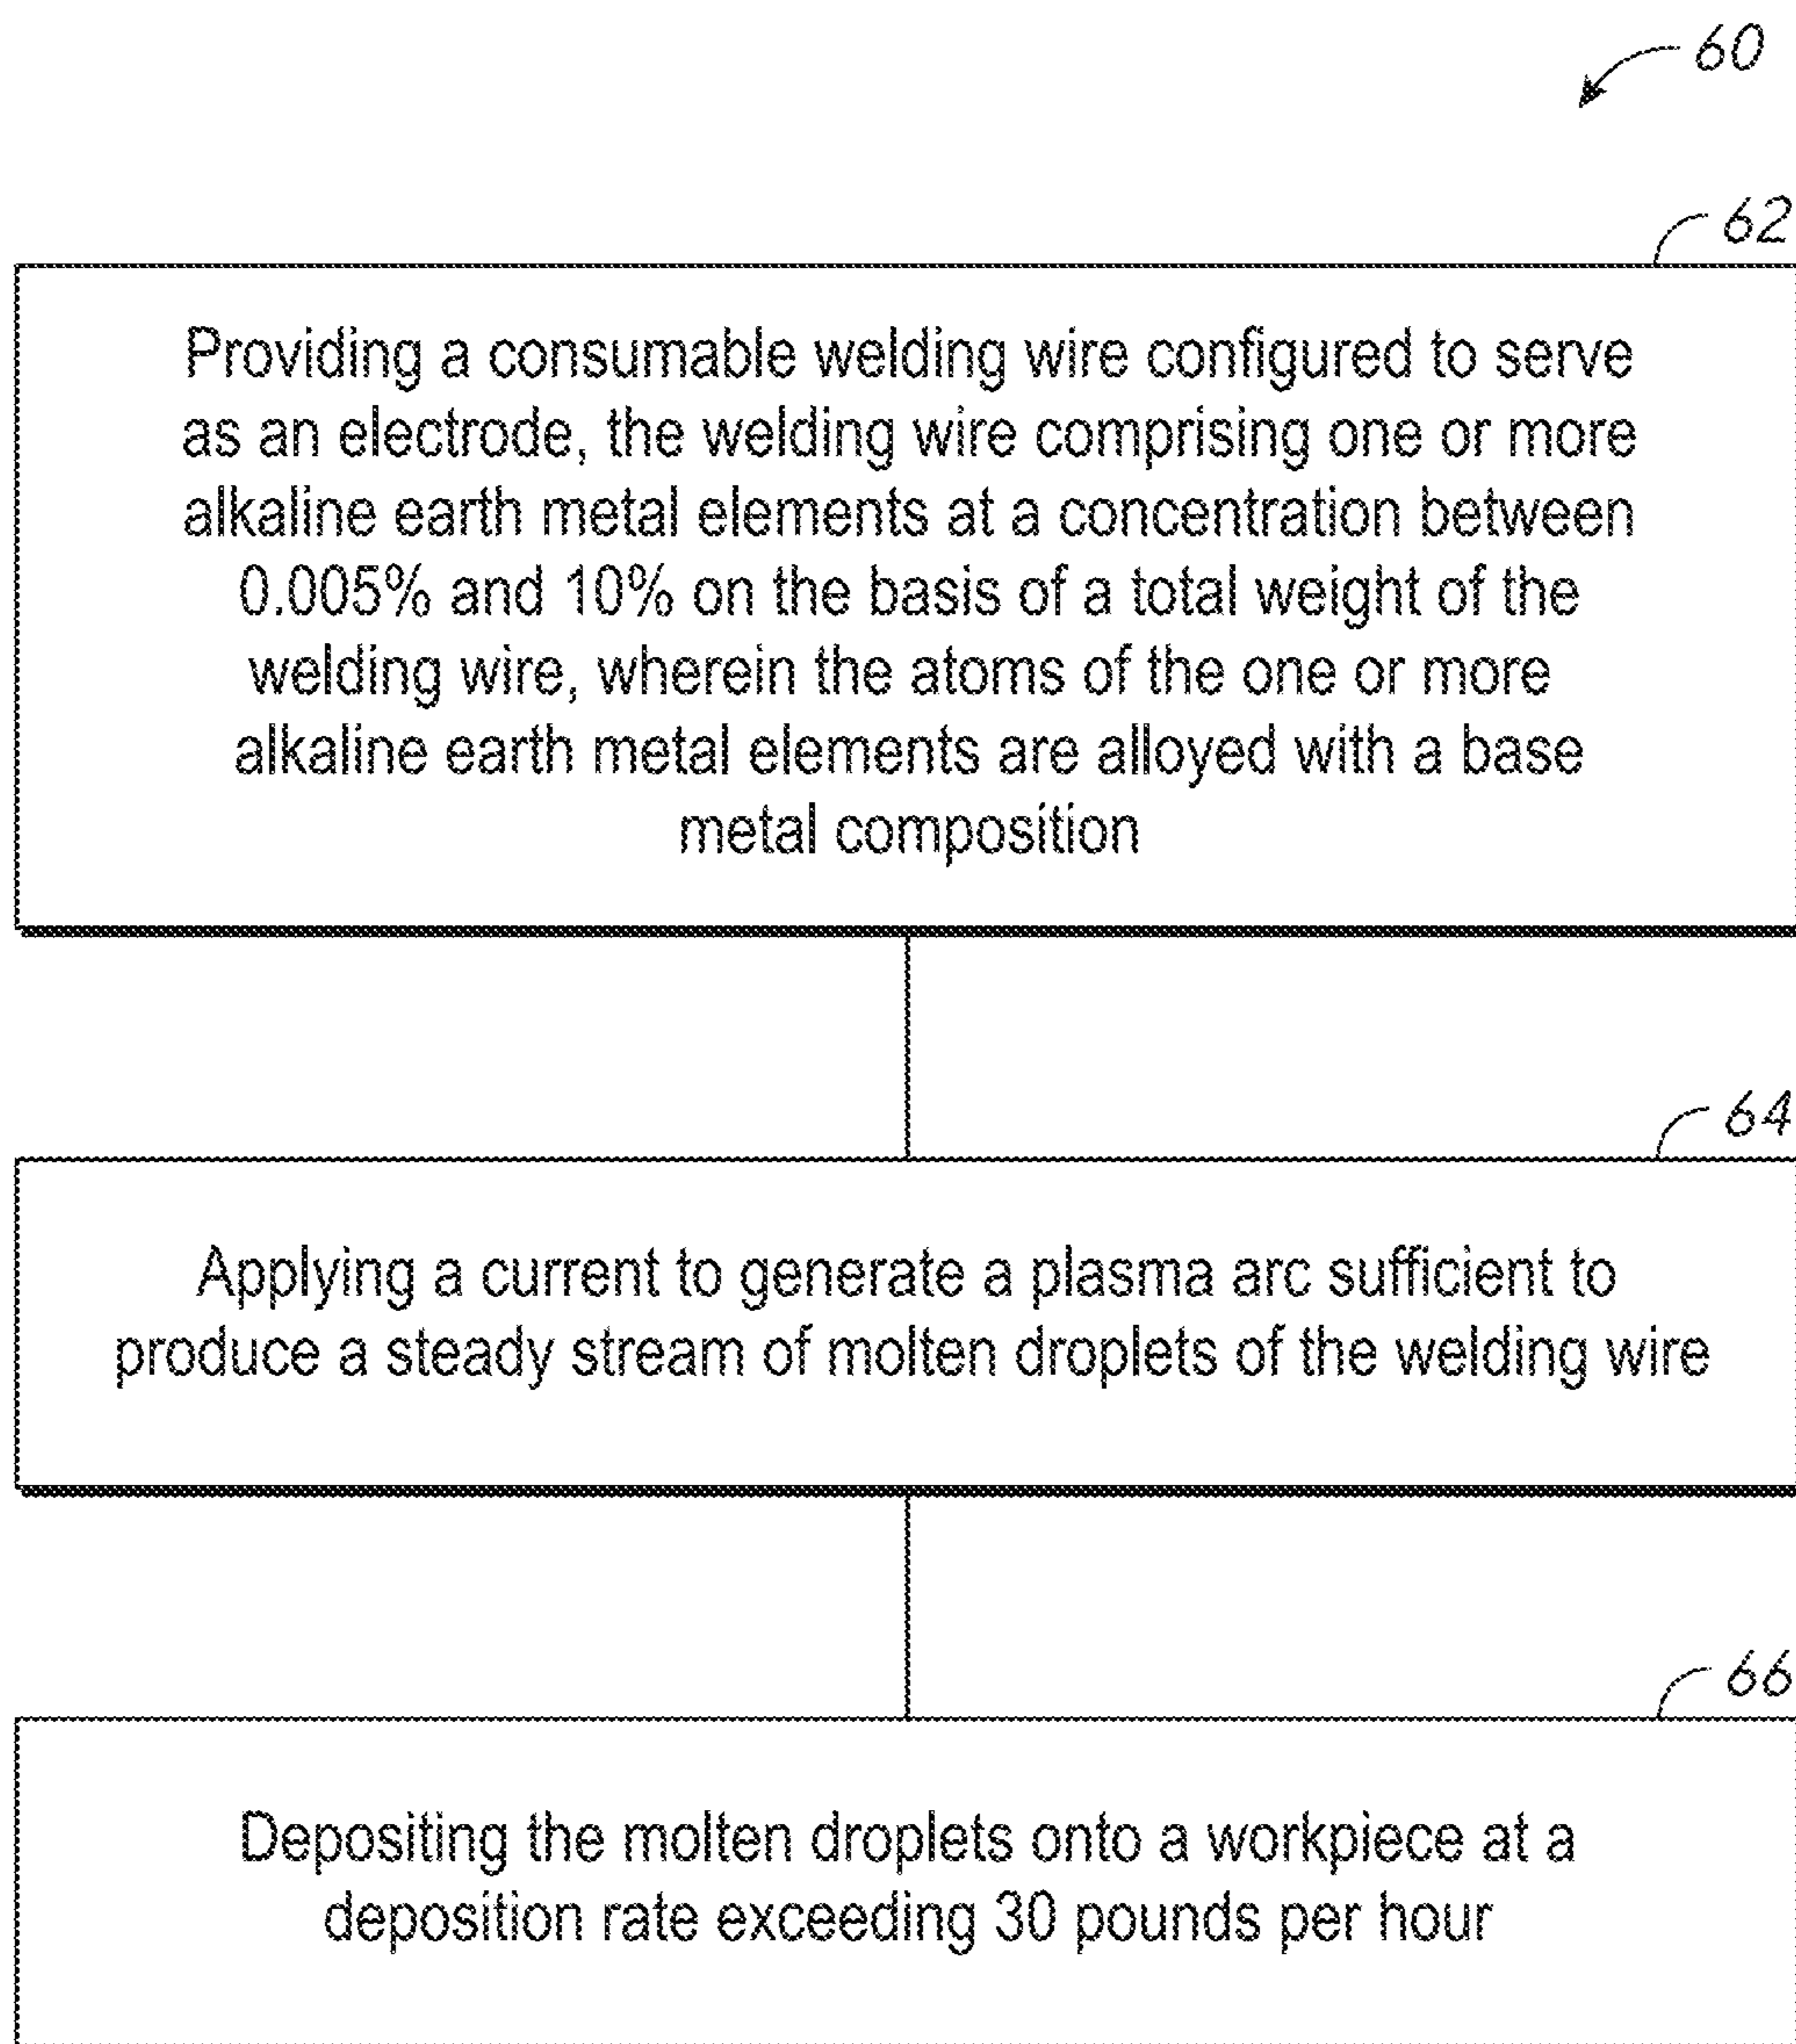 60
62
Providing a consumable welding wire configured to serve
as an electrode, the welding wire comprising one or more
alkaline earth metal elements at a concentration between
0.005% and 10% on the basis of a total weight of the
welding wire, wherein the atoms of the one or more
alkaline earth metal elements are alloyed with a base
metal composition
64
Applying a current to generate a plasma arc sufficient to
produce a steady stream of molten droplets of the welding wire
66
Depositing the molten droplets onto a workpiece at a
deposition rate exceeding 30 pounds per hour